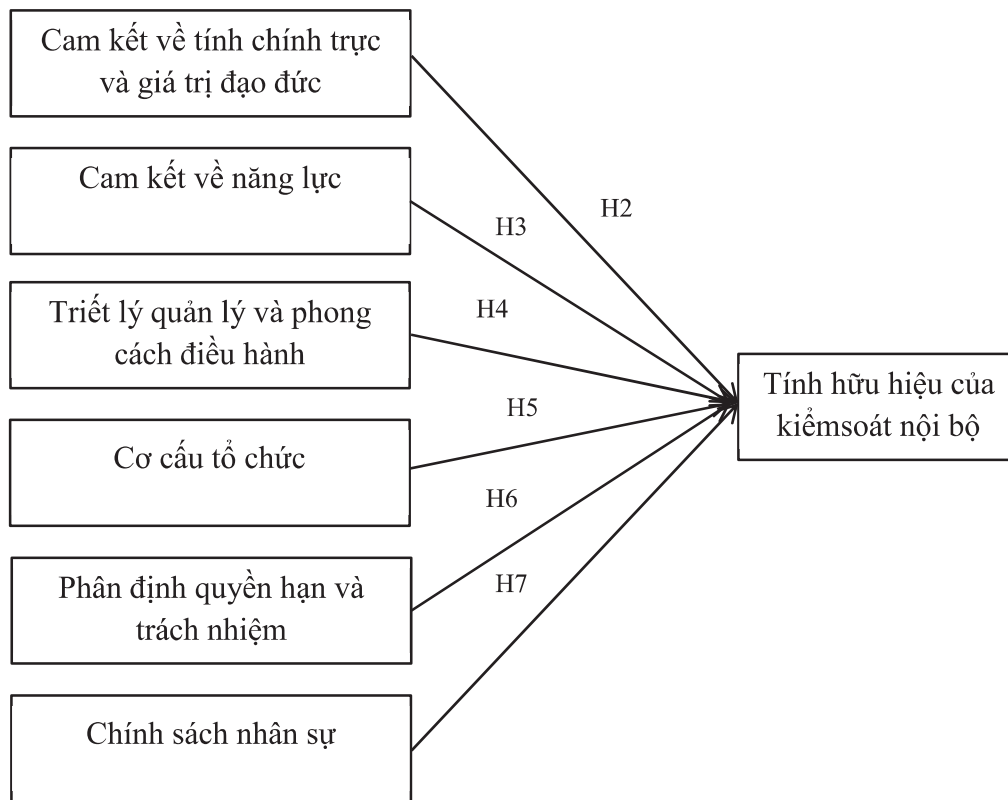 Cam kết về tính chính trực
và giá trị đạo đức
Cam kết về năng lực
Triết lý quản lý và phong
cách điều hành
Cơ cấu tổ chức
Phân định quyền hạn và
trách nhiệm
Chính sách nhân sự
H2
H3
H4
H5
H6
H7
Tính hữu hiệu của
kiểmsoát nội bộ